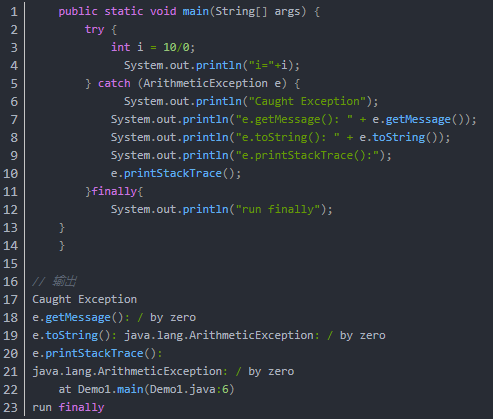 1 public static void main(String[] args) {
2 try {
3 int i = 10/0;
4 System.out.println("i="+i);
5 } catch (ArithmeticException e) {
6 System.out.println("Caught Exception");
7 System.out.println("e.getMessage(): " + e.getMessage());
8 System.out.println("e.toString(): " + e.toString());
9 System.out.println("e.printStackTrace():");
10 e.printStackTrace();
11 }finally{
12 System.out.println("run finally");
13 }
14 }
15
16 // 输出
17 Caught Exception
18 e.getMessage(): / by zero
19 e.toString(): java.lang.ArithmeticException: / by zero
20 e.printStackTrace():
21 java.lang.ArithmeticException: / by zero
22 at Demo1.main(Demo1.java:6)
23 run finally